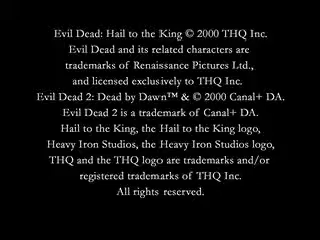 Evil Dead: Hail to the King © 2000 THQ Inc.
Evil Dead and its related characters are
trademarks of Renaissance Pictures Ltd.,
and licensed exclusively to THQ Inc.
Evil Dead 2: Dead by Dawn™ & © 2000 Canal+ DA.
Evil Dead 2 is a trademark of Canal+ DA.
Hail to the King, the Hail to the King logo,
Heavy Iron Studios, the Heavy Iron Studios logo,
THQ and the THQ logo are trademarks and/or
registered trademarks of THQ Inc.
All rights reserved.